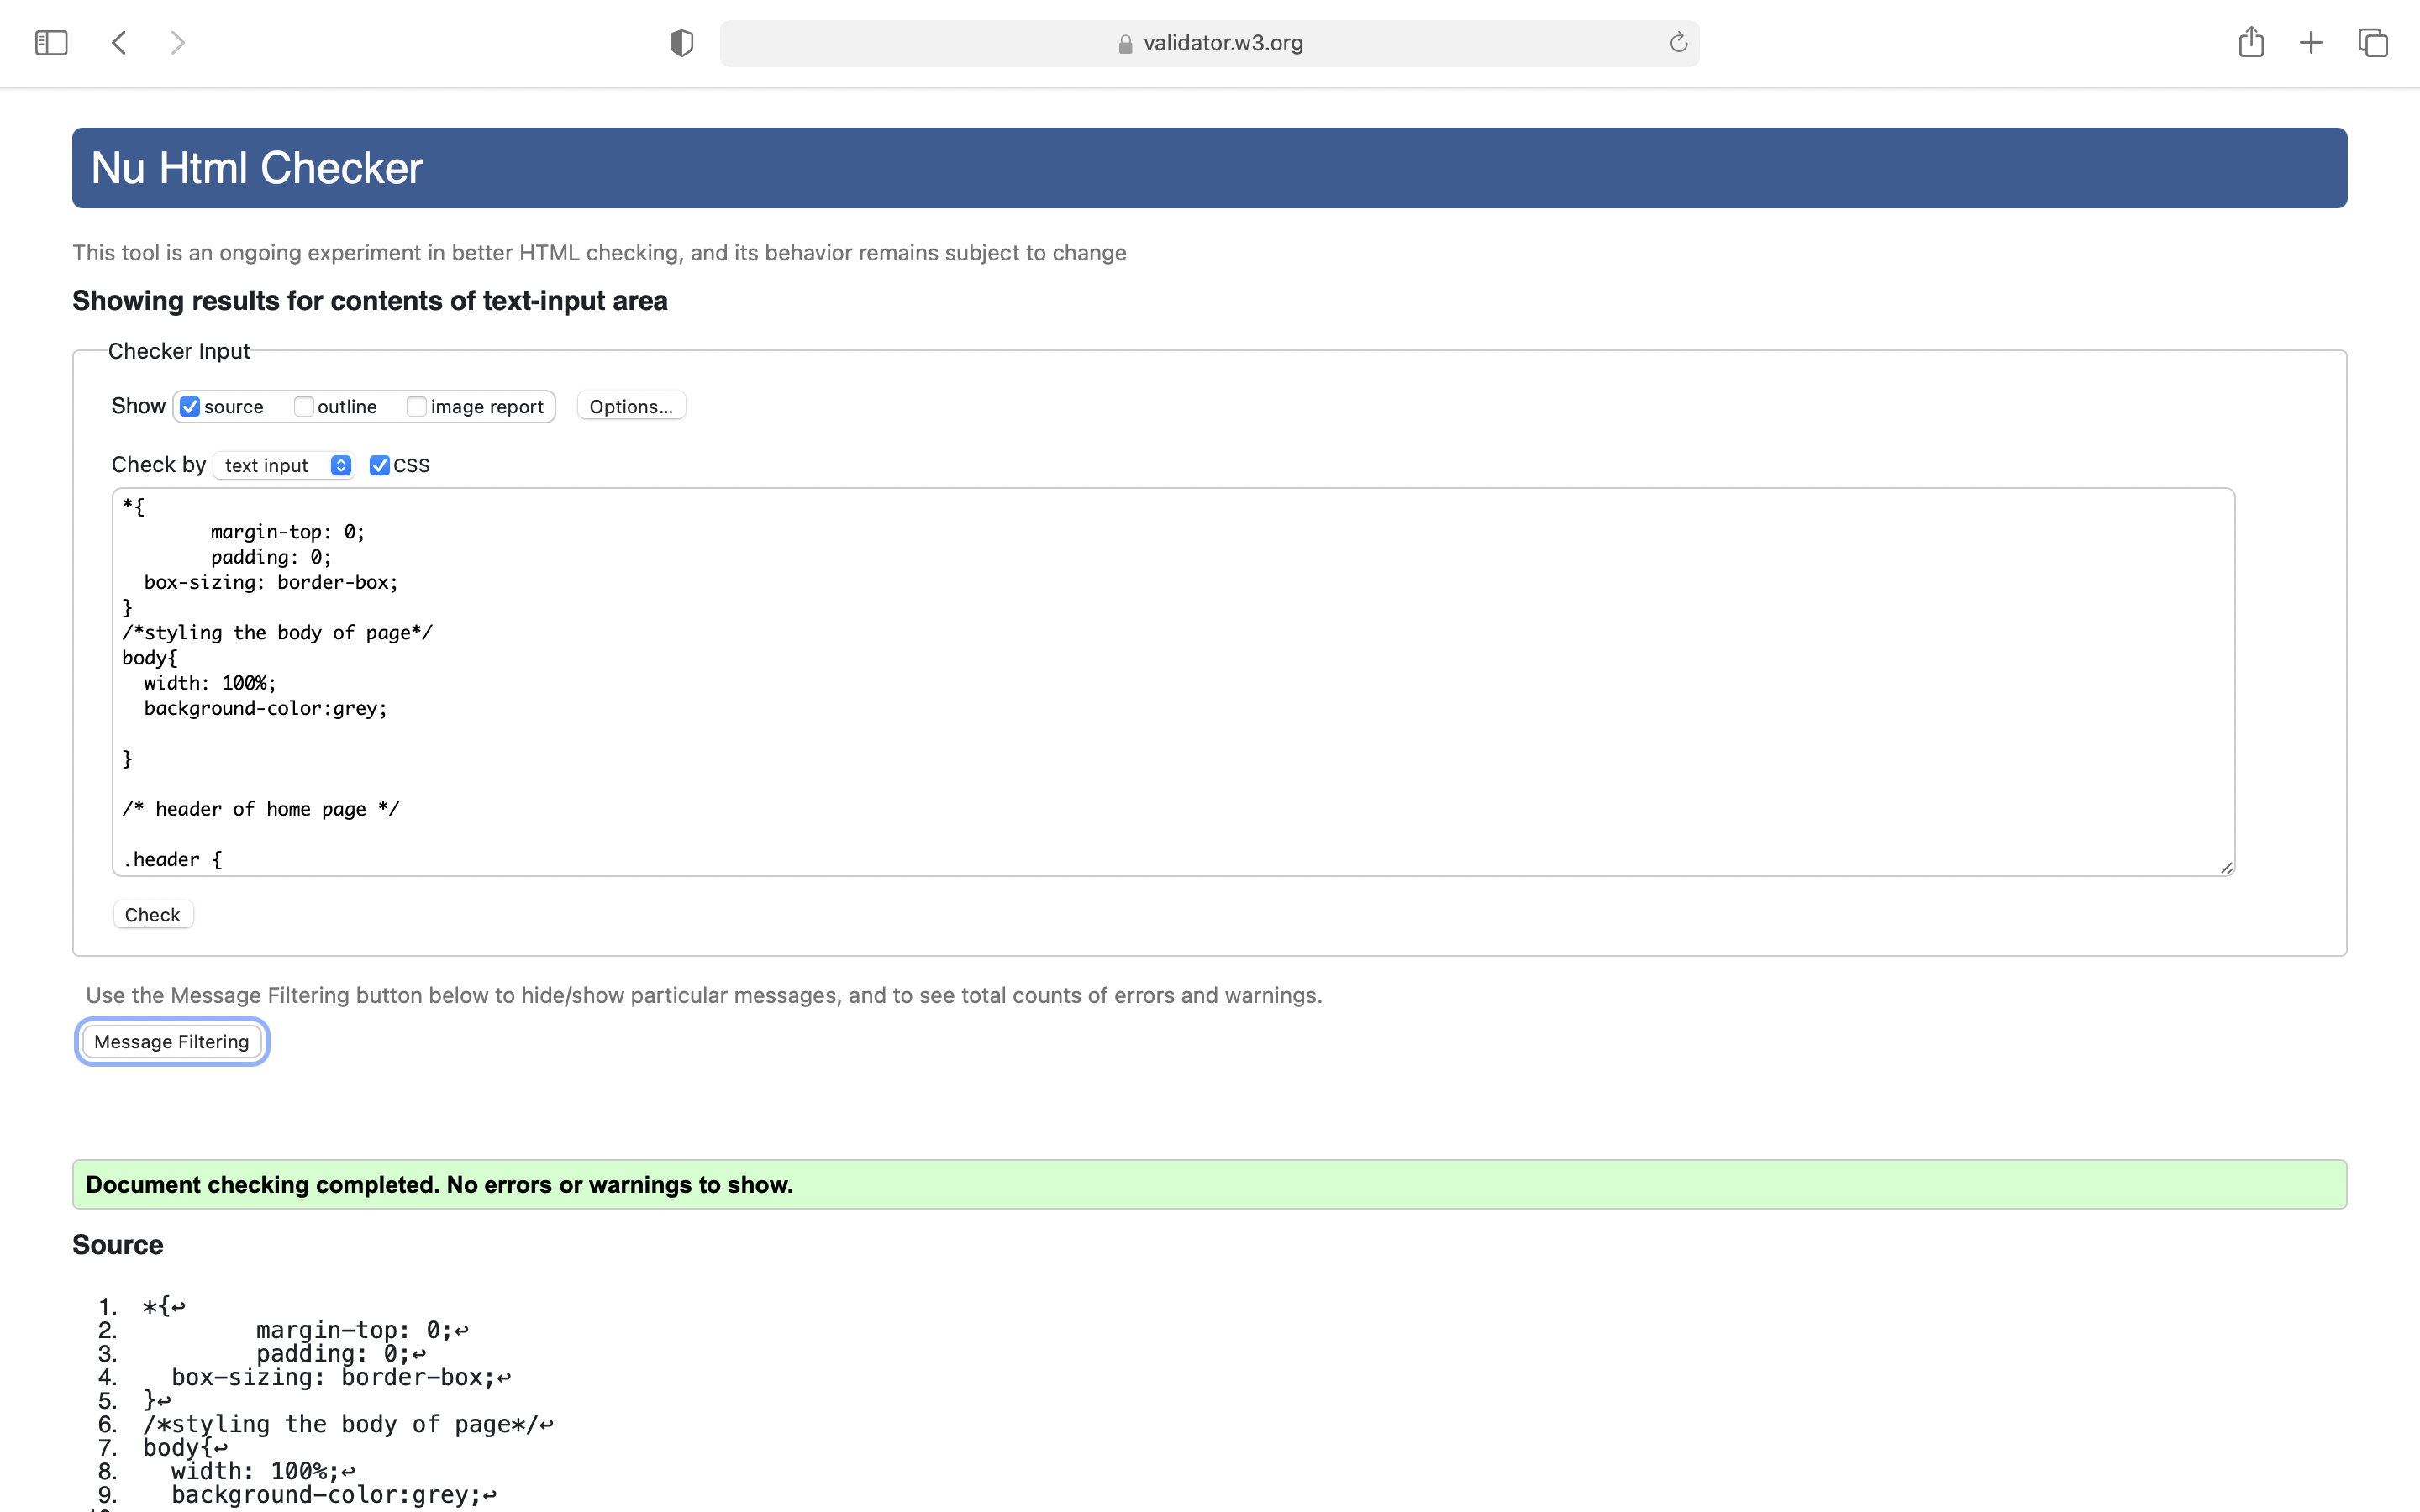 validator.w3.org
Nu Html Checker
This tool is an ongoing experiment in better HTML checking, and its behavior remains subject to change
Showing results for contents of text-input area
Checker Input
Show source outline image report Options...
Check by text input CSS
*{
margin-top: 0;
padding: 0;
box-sizing: border-box;
}
/*styling the body of page*/
body{
width: 100%;
background-color:grey;
}
/* header of home page */
.header {
Check
Use the Message Filtering button below to hide/show particular messages, and to see total counts of errors and warnings.
Message Filtering
Document checking completed. No errors or warnings to show.
Source
1. *{↩
2. margin-top: 0;↩
3. padding: 0;↩
4. box-sizing: border-box;↩
5. }↩
6. /*styling the body of page*/↩
7. body{↩
8. width: 100%;↩
9. background-color:grey;↩